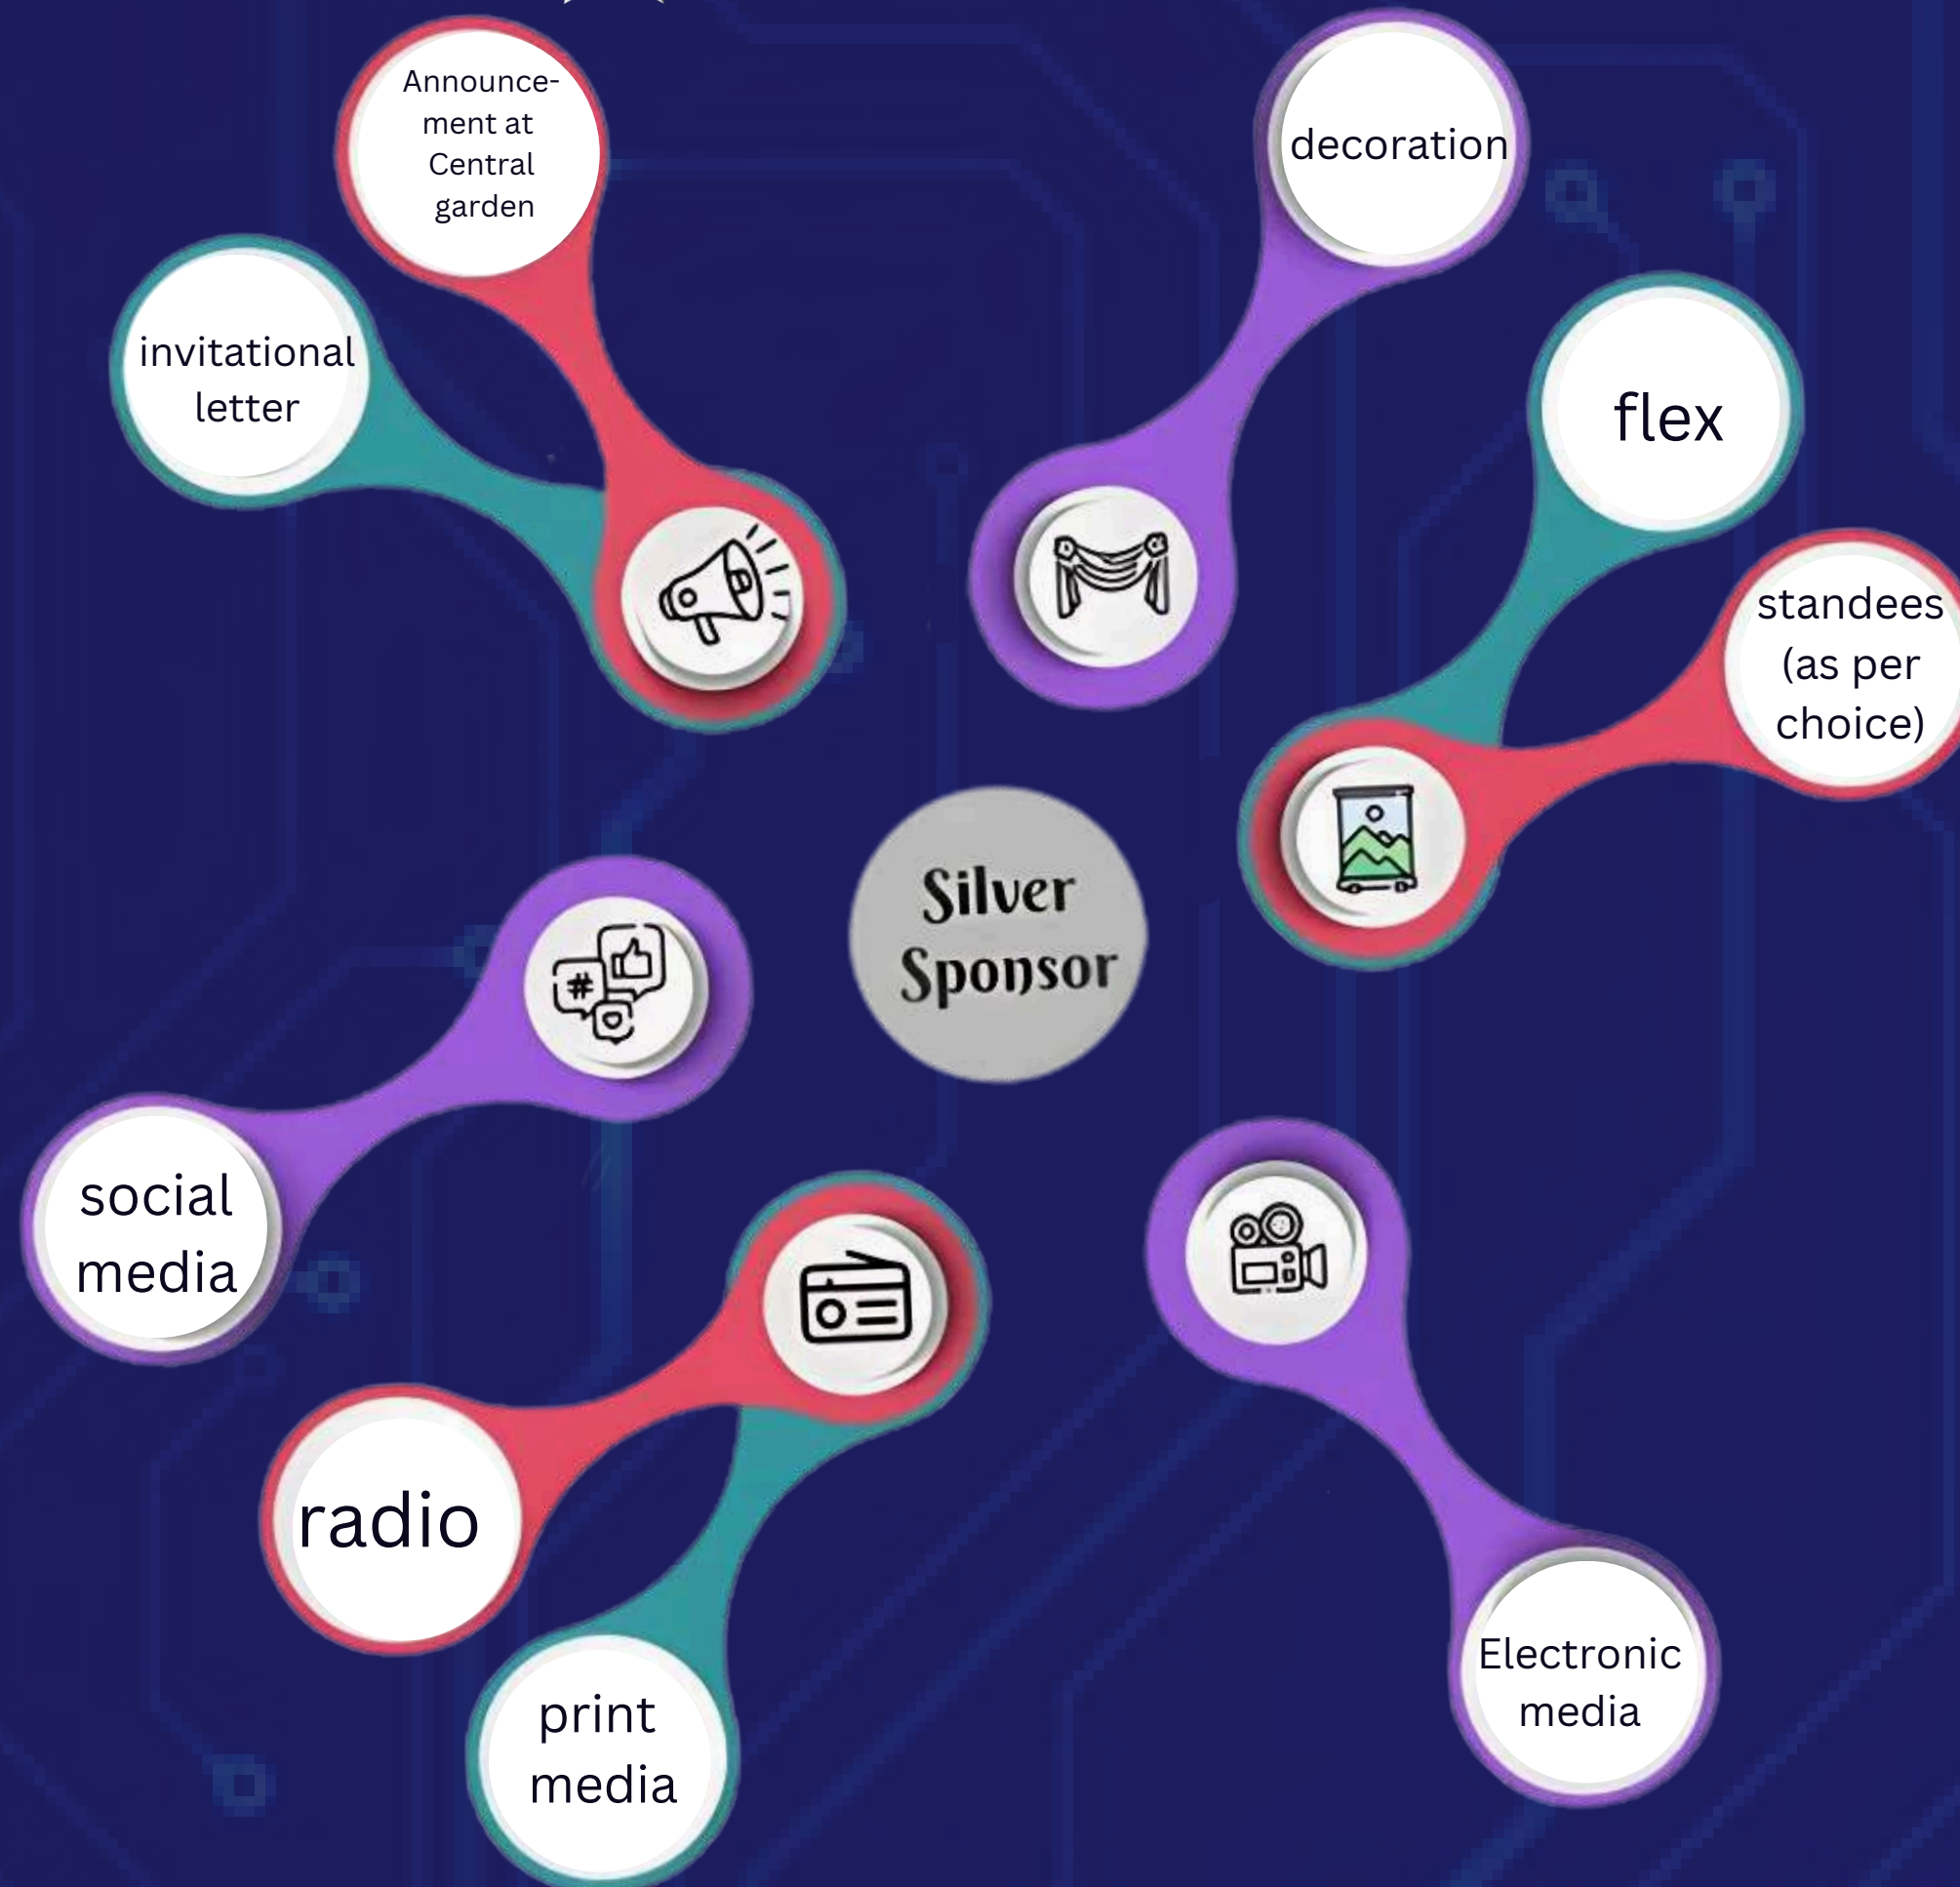 Announce-
ment at
Central
garden
decoration
invitational
letter
flex
standees
(as per
choice)
Silver
Sponsor
#
social
media
radio
print
media
Electronic
media